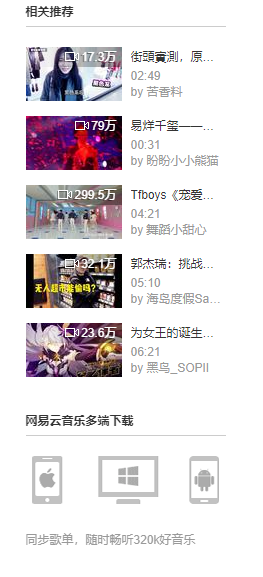 相关推荐
17.3万
街頭實測，原…
02:49
by 苦香料
79万
易烊千玺——…
00:31
by 盼盼小小熊猫
299.5万
Tfboys《宠爱…
04:21
by 舞蹈小甜心
32.1万
无人超市能偷吗?
郭杰瑞：挑战…
05:10
by 海岛度假Sa…
23.6万
为女王的诞生…
06:21
by 黑鸟_SOPII
网易云音乐多端下载
同步歌单，随时畅听320k好音乐